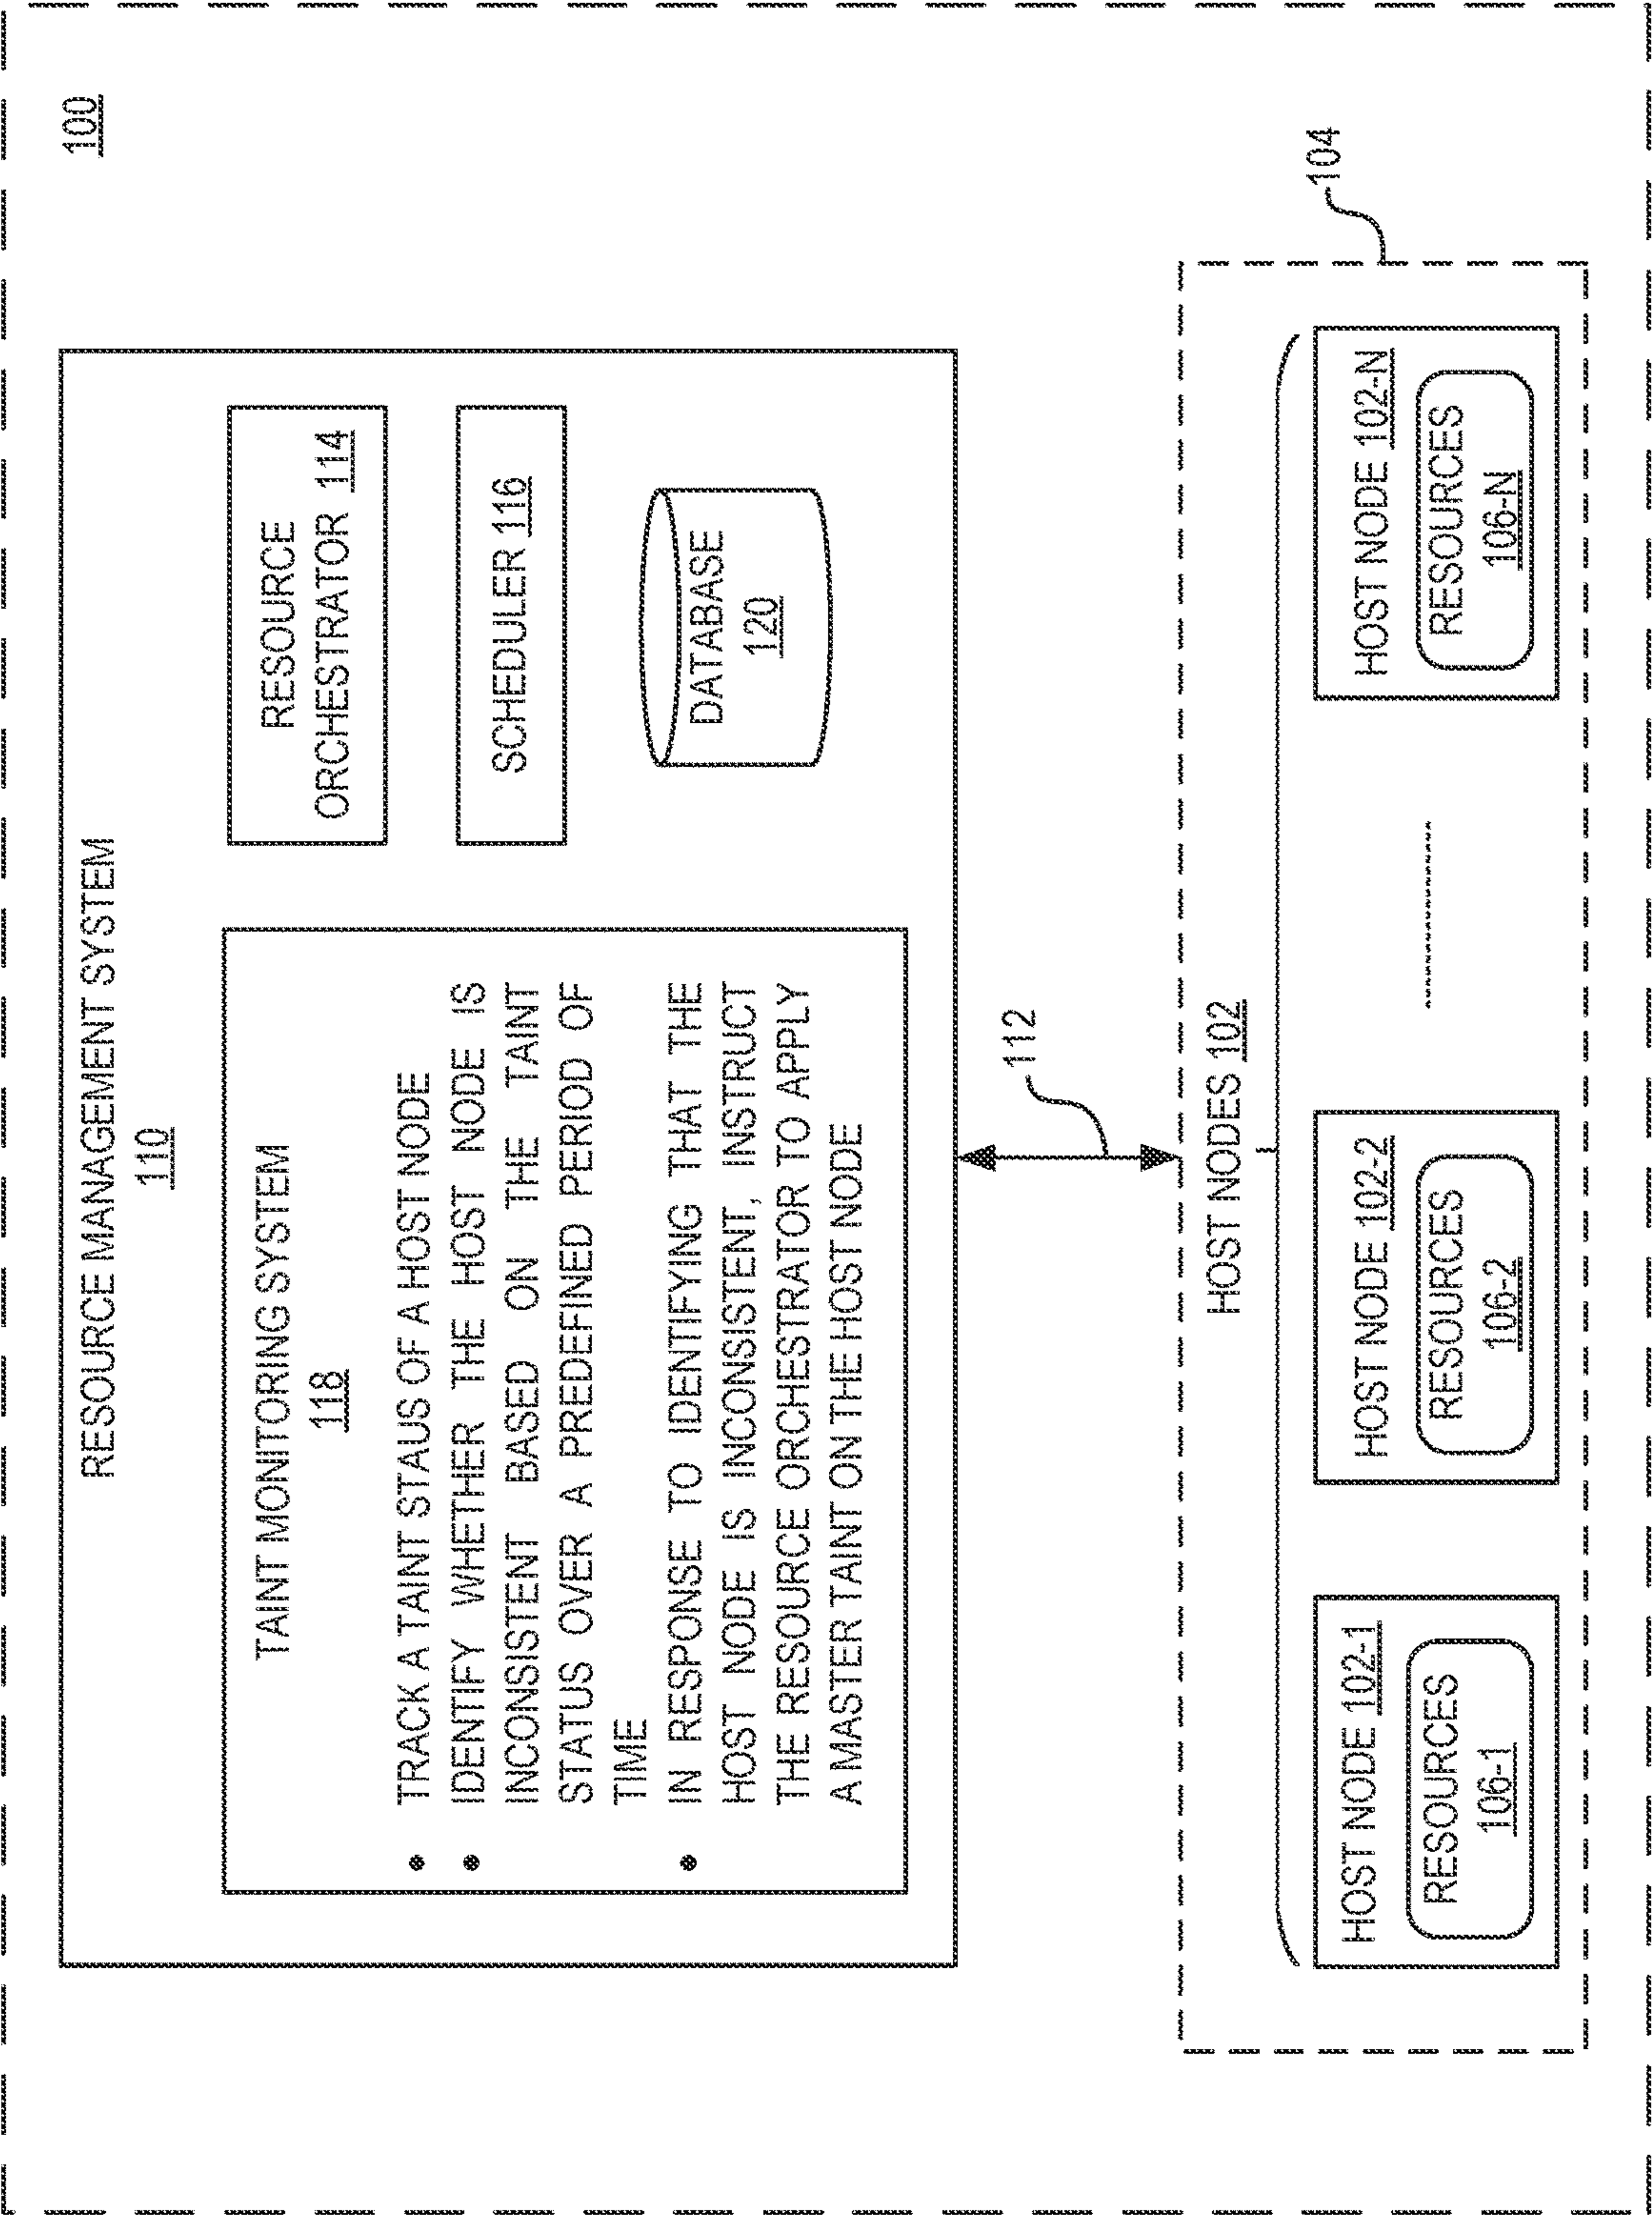 100
RESOURCE MANAGEMENT SYSTEM
110
TAINT MONITORING SYSTEM
118
• TRACK A TAINT STAUS OF A HOST NODE
• IDENTIFY WHETHER THE HOST NODE IS
INCONSISTENT BASED ON THE TAINT
STATUS OVER A PREDEFINED PERIOD OF
TIME
• IN RESPONSE TO IDENTIFYING THAT THE
HOST NODE IS INCONSISTENT, INSTRUCT
THE RESOURCE ORCHESTRATOR TO APPLY
A MASTER TAINT ON THE HOST NODE
RESOURCE
ORCHESTRATOR 114
SCHEDULER 116
DATABASE
120
112
HOST NODES 102
104
HOST NODE 102-1
RESOURCES
106-1
HOST NODE 102-2
RESOURCES
106-2
HOST NODE 102-N
RESOURCES
106-N